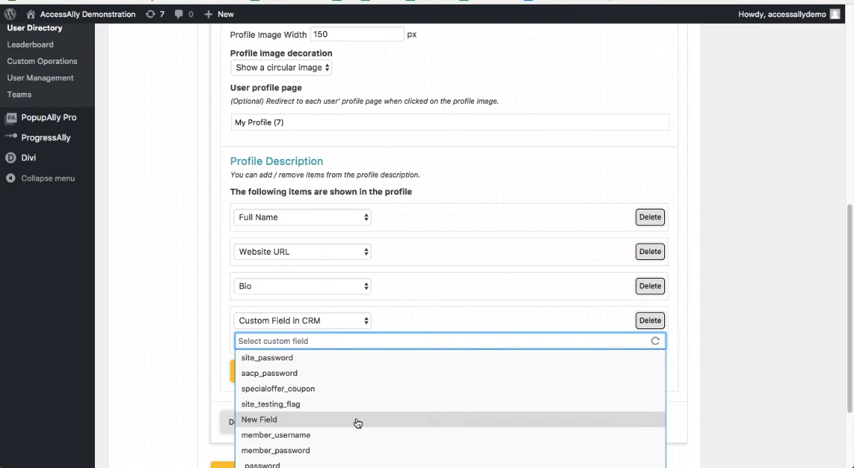 AccessAlly Demonstration 7 0 + New Howdy, accessallydemo
User Directory
Leaderboard
Custom Operations
User Management
Teams
PopupAlly Pro
ProgressAlly
Divi
Collapse menu
Profile Image Width 150 px
Profile image decoration
Show a circular image
User profile page
(Optional) Redirect to each user' profile page when clicked on the profile image.
My Profile (7)
Profile Description
You can add / remove items from the profile description.
The following items are shown in the profile
Full Name Delete
Website URL Delete
Bio Delete
Custom Field in CRM Delete
Select custom field
site_password
aacp_password
specialoffer_coupon
site_testing_flag
New Field
member_username
member_password
_password